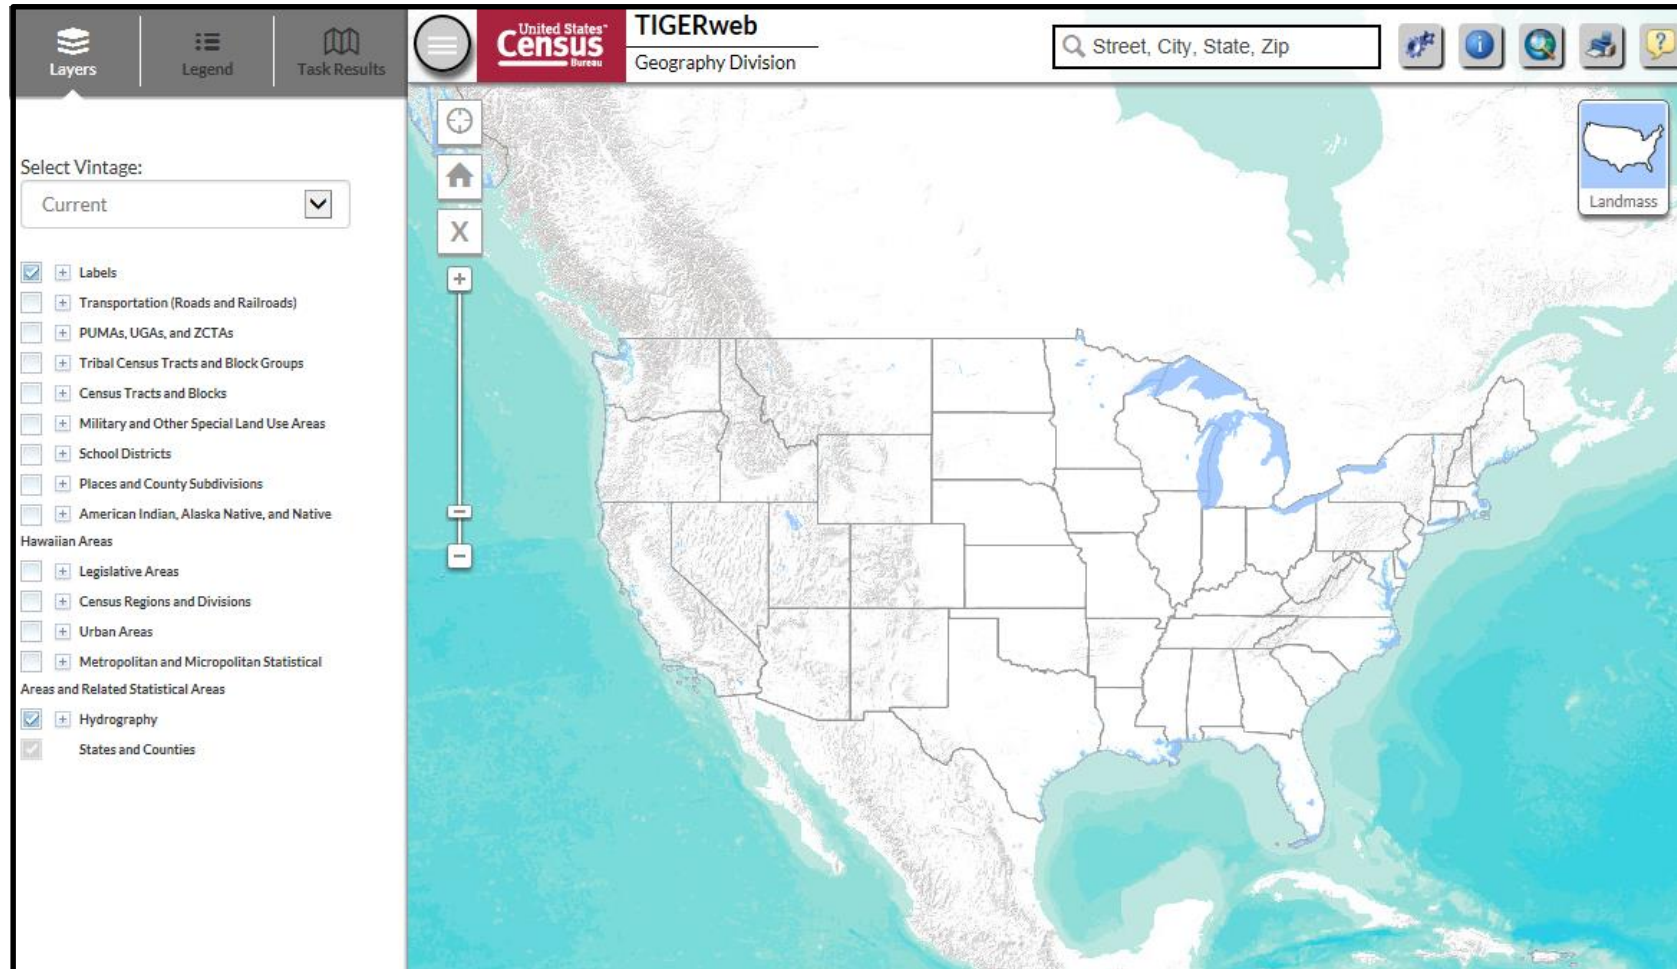 Layers
Legend
Task Results
United States™
Census
Bureau
TIGERweb
Geography Division
Street, City, State, Zip
Select Vintage:
Current
Labels
Transportation (Roads and Railroads)
PUMAs, UGAs, and ZCTAs
Tribal Census Tracts and Block Groups
Census Tracts and Blocks
Military and Other Special Land Use Areas
School Districts
Places and County Subdivisions
American Indian, Alaska Native, and Native
Hawaiian Areas
Legislative Areas
Census Regions and Divisions
Urban Areas
Metropolitan and Micropolitan Statistical
Areas and Related Statistical Areas
Hydrography
States and Counties
X
Landmass